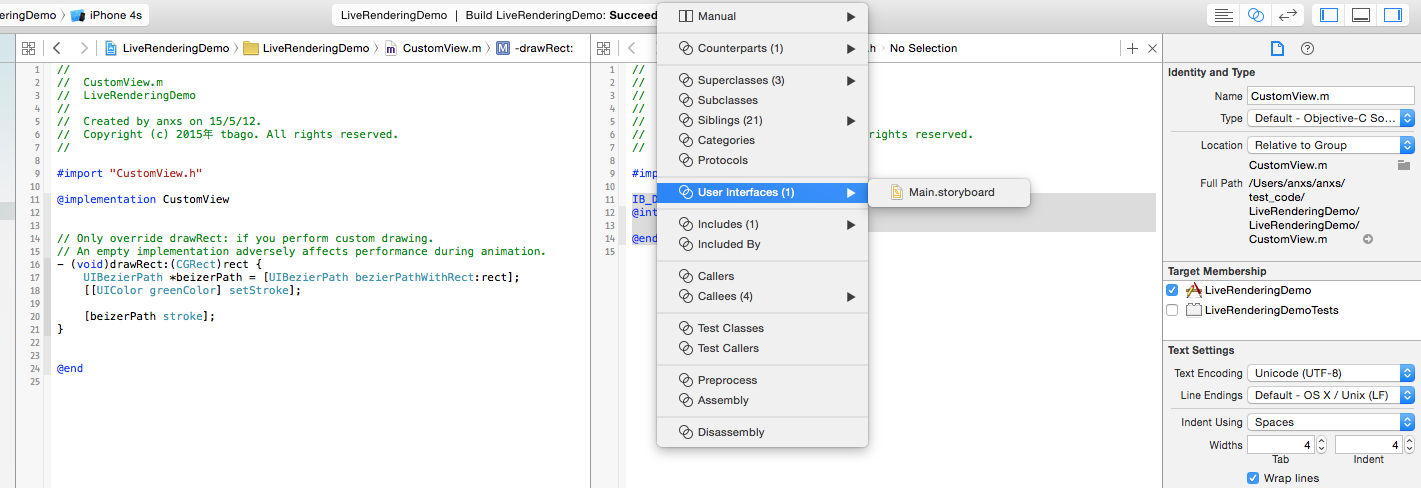 eringDemo › iPhone 4s
LiveRenderingDemo | Build LiveRenderingDemo: Succee
LiveRenderingDemo › LiveRenderingDemo › CustomView.m › M -drawRect:
1 //
2 // CustomView.m
3 // LiveRenderingDemo
4 //
5 // Created by anxs on 15/5/12.
6 // Copyright (c) 2015年 tbago. All rights reserved.
7 //
8
9 #import "CustomView.h"
10
11 @implementation CustomView
12
13
14 // Only override drawRect: if you perform custom drawing.
15 // An empty implementation adversely affects performance during animation.
16 - (void)drawRect:(CGRect)rect {
17 UIBezierPath *beizerPath = [UIBezierPath bezierPathWithRect:rect];
18 [[UIColor greenColor] setStroke];
19
20 [beizerPath stroke];
21 }
22
23
24 @end
25
.h › No Selection
1 //
2 //
3 //
4 //
5 //
6 // rights reserved.
7 //
8
9 #imp
10
11 IB_D
12 @int
13
14 @end
15
Manual
Counterparts (1)
Superclasses (3)
Subclasses
Siblings (21)
Categories
Protocols
User Interfaces (1)
Main.storyboard
Includes (1)
Included By
Callers
Callees (4)
Test Classes
Test Callers
Preprocess
Assembly
Disassembly
Identity and Type
Name CustomView.m
Type Default - Objective-C So...
Location Relative to Group
CustomView.m
Full Path /Users/anxs/anxs/
test_code/
LiveRenderingDemo/
LiveRenderingDemo/
CustomView.m
Target Membership
LiveRenderingDemo
LiveRenderingDemoTests
Text Settings
Text Encoding Unicode (UTF-8)
Line Endings Default - OS X / Unix (LF)
Indent Using Spaces
Widths 4 4
Tab Indent
Wrap lines